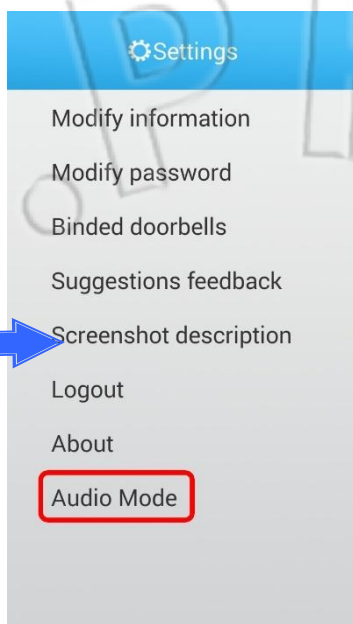 Settings
Modify information
Modify password
Binded doorbells
Suggestions feedback
Screenshot description
Logout
About
Audio Mode